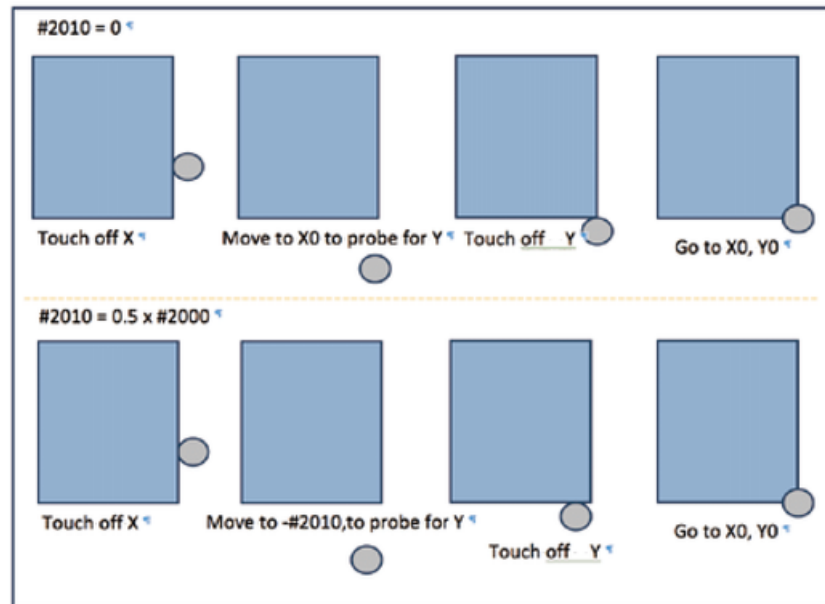 #2010 = 0 ¶
Touch off X ¶
Move to X0 to probe for Y ¶
Touch off Y ¶
Go to X0, Y0 ¶
#2010 = 0.5 x #2000 ¶
Touch off X ¶
Move to -#2010,to probe for Y ¶
Touch off Y ¶
Go to X0, Y0 ¶